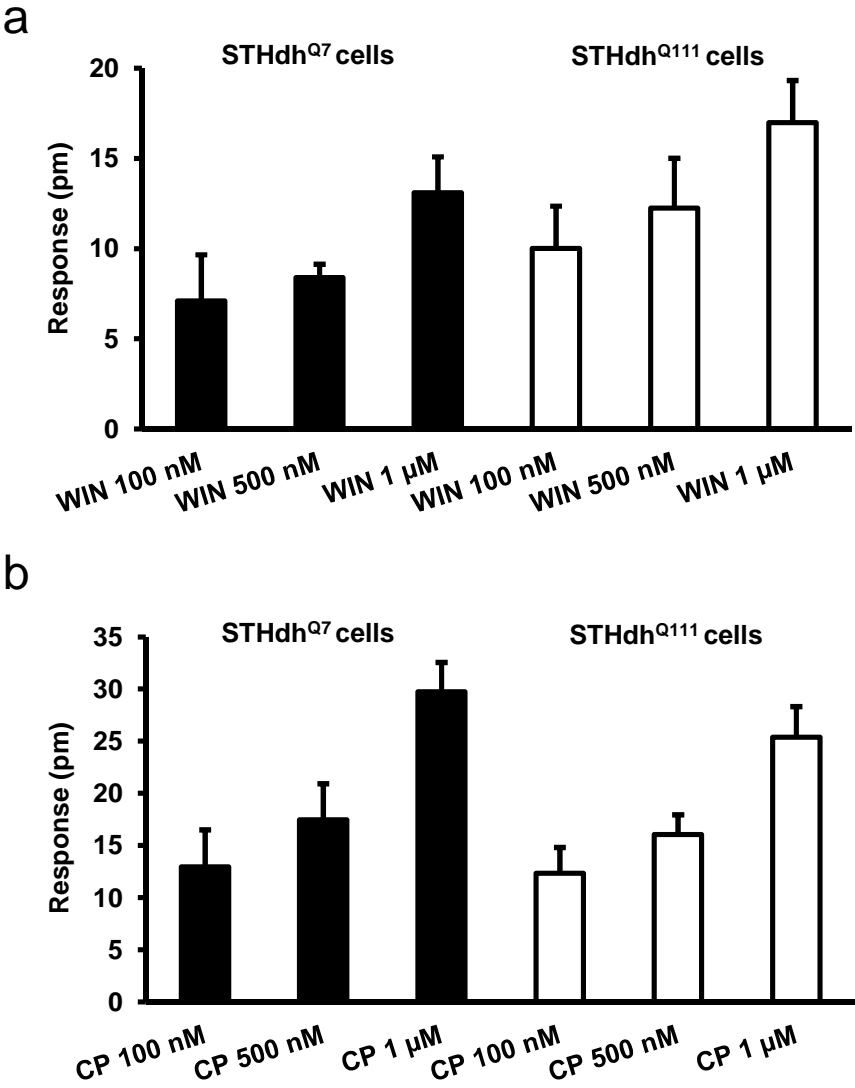 a
STHdhQ7 cells STHdhQ111 cells
20
15
10
5
0
Response (pm)
WIN 100 nM WIN 500 nM WIN 1 µM WIN 100 nM WIN 500 nM WIN 1 µM
b
STHdhQ7 cells STHdhQ111 cells
35
30
25
20
15
10
5
0
Response (pm)
CP 100 nM CP 500 nM CP 1 µM CP 100 nM CP 500 nM CP 1 µM